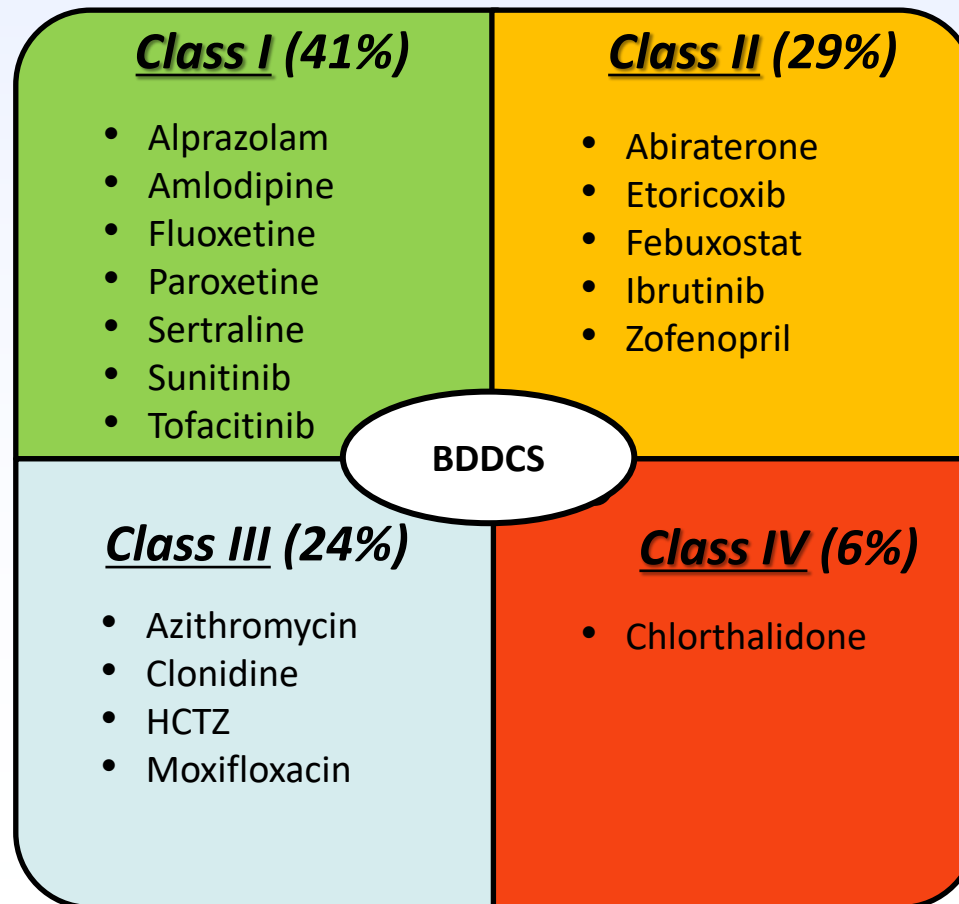 Class I (41%)
• Alprazolam
• Amlodipine
• Fluoxetine
• Paroxetine
• Sertraline
• Sunitinib
• Tofacitinib
Class II (29%)
• Abiraterone
• Etoricoxib
• Febuxostat
• Ibrutinib
• Zofenopril
BDDCS
Class III (24%)
• Azithromycin
• Clonidine
• HCTZ
• Moxifloxacin
Class IV (6%)
• Chlorthalidone